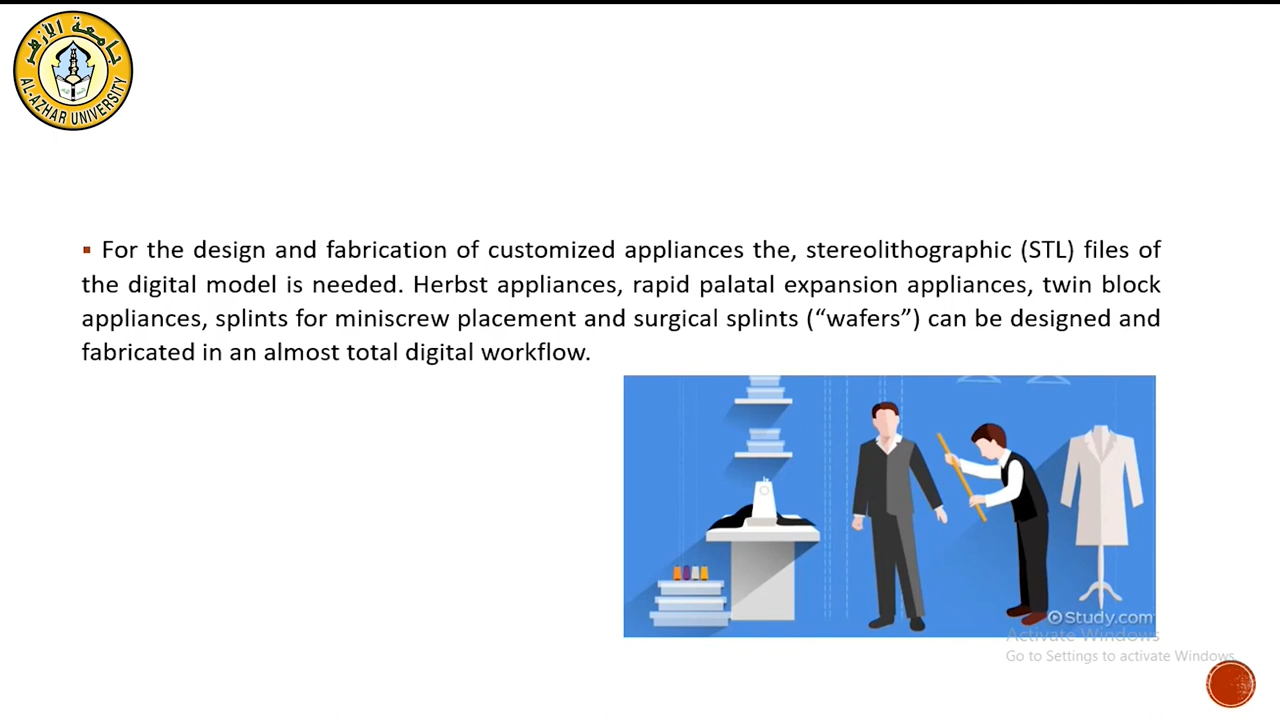 جامعة الأزهر
AL-AZHAR UNIVERSITY
For the design and fabrication of customized appliances the, stereolithographic (STL) files of
the digital model is needed. Herbst appliances, rapid palatal expansion appliances, twin block
appliances, splints for miniscrew placement and surgical splints (“wafers”) can be designed and
fabricated in an almost total digital workflow.
Study.com
Activate Windows
Go to Settings to activate Windows.